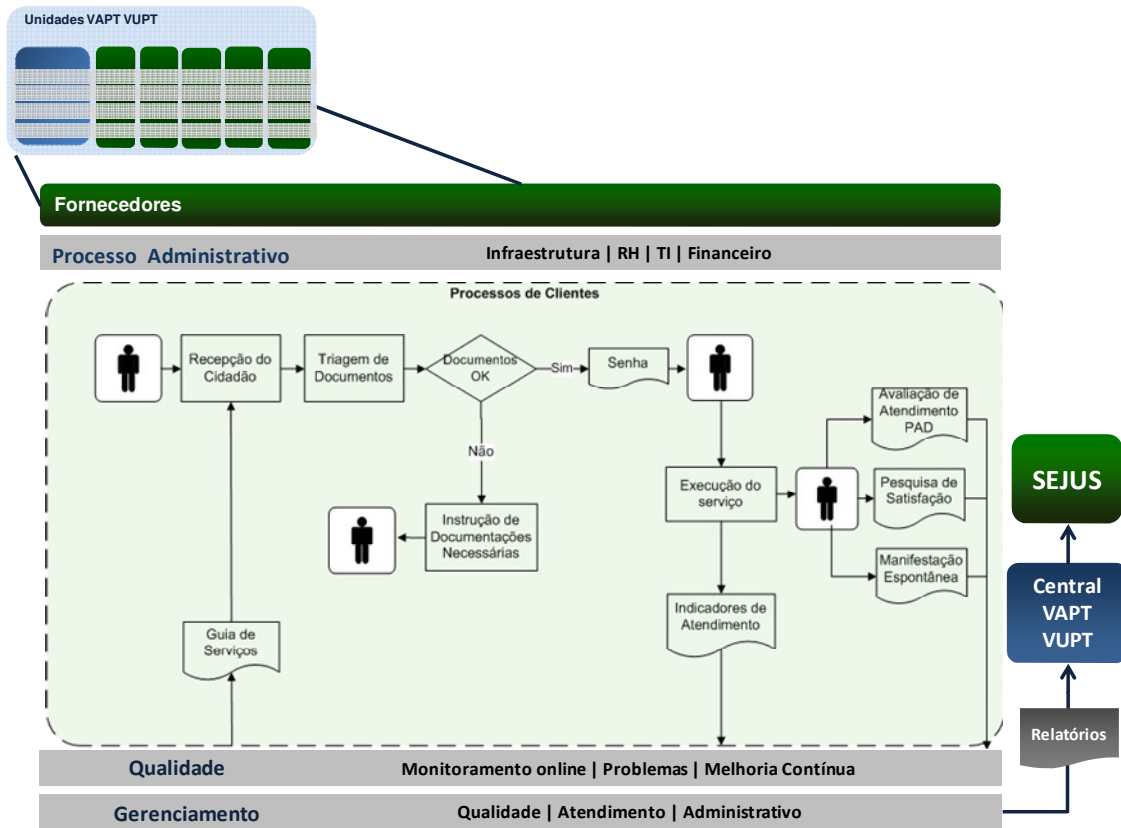 Unidades VAPT VUPT
Fornecedores
Processo Administrativo
Infraestrutura | RH | TI | Financeiro
Processos de Clientes
Recepção do
Cidadão
Triagem de
Documentos
Documentos
OK
Sim
Senha
Não
Instrução de
Documentações
Necessárias
Execução do
serviço
Avaliação de
Atendimento
PAD
Pesquisa de
Satisfação
Manifestação
Espontânea
Indicadores de
Atendimento
Guia de
Serviços
SEJUS
Central
VAPT
VUPT
Relatórios
Qualidade
Monitoramento online | Problemas | Melhoria Contínua
Gerenciamento
Qualidade | Atendimento | Administrativo